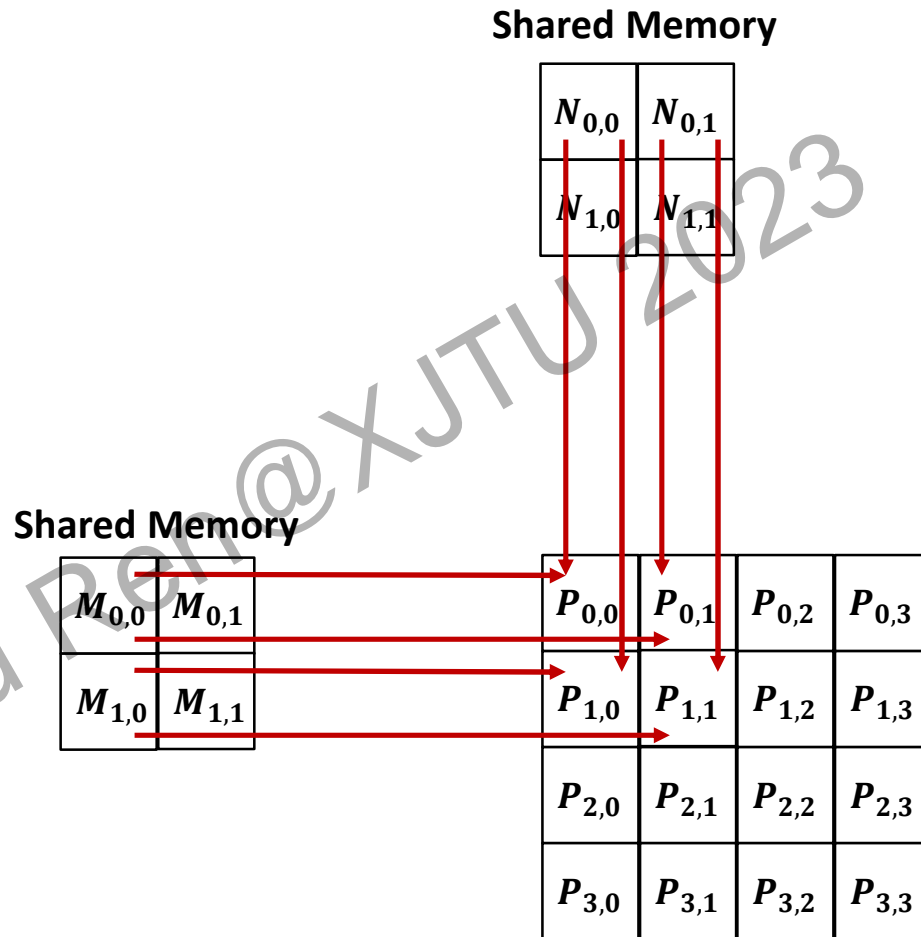 Shared Memory
N0,0 N0,1
N1,0 N1,1
Shared Memory
M0,0 M0,1
M1,0 M1,1
P0,0 P0,1 P0,2 P0,3
P1,0 P1,1 P1,2 P1,3
P2,0 P2,1 P2,2 P2,3
P3,0 P3,1 P3,2 P3,3
Ren@XJTU 2023